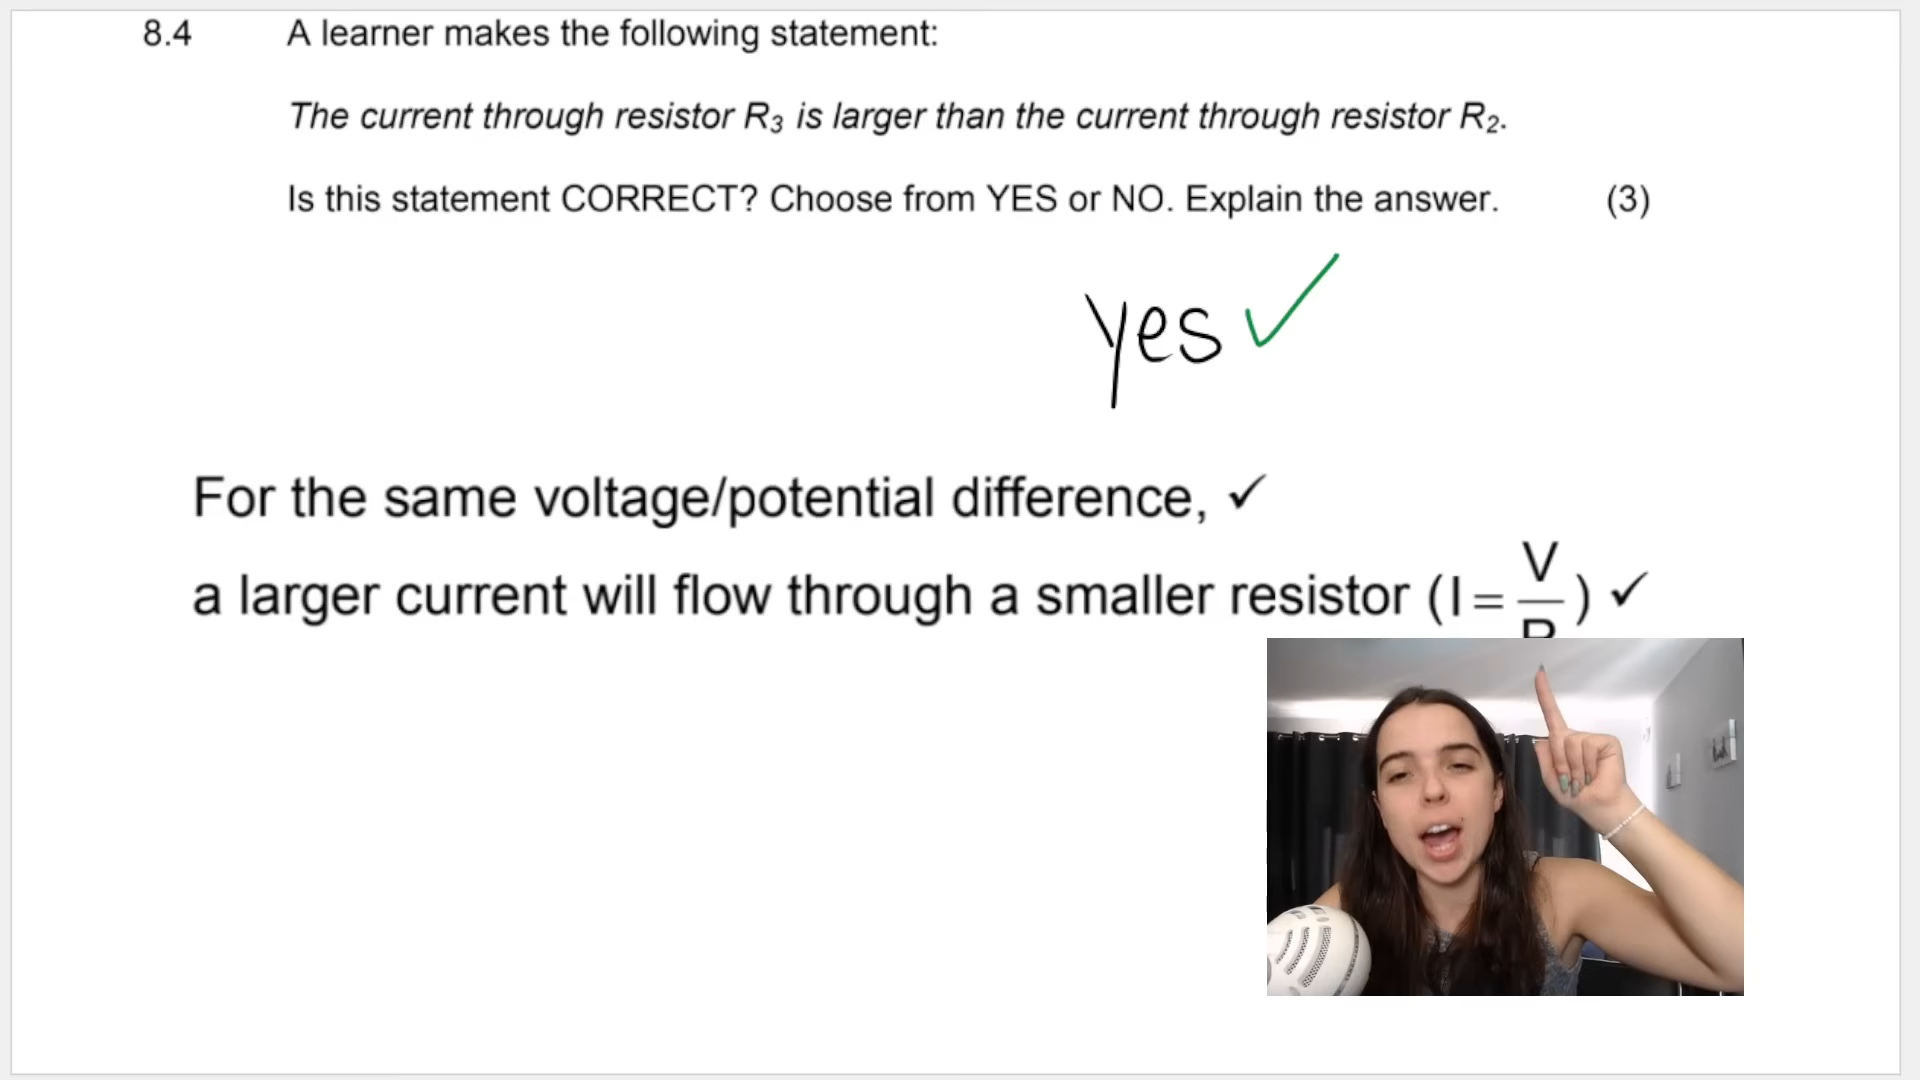 8.4 A learner makes the following statement:
The current through resistor R₃ is larger than the current through resistor R₂.
Is this statement CORRECT? Choose from YES or NO. Explain the answer. (3)
yes ✓
For the same voltage/potential difference, ✓
a larger current will flow through a smaller resistor (I = V/R) ✓